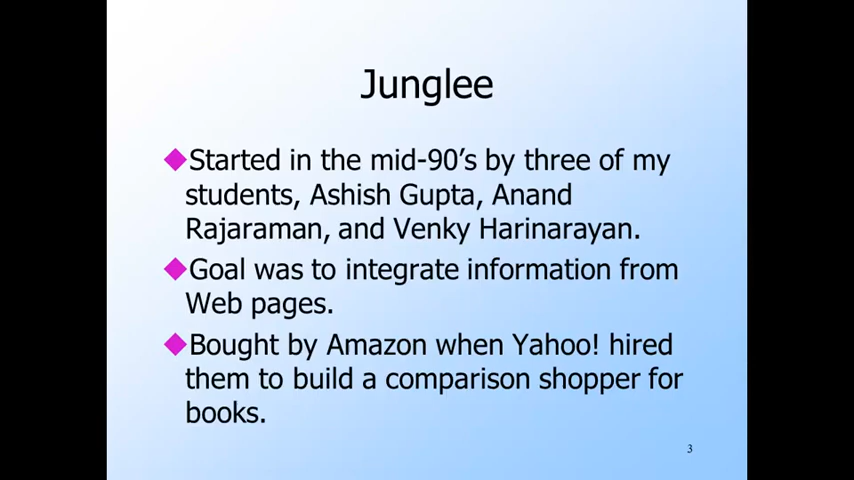 Junglee
Started in the mid-90's by three of my
students, Ashish Gupta, Anand
Rajaraman, and Venky Harinarayan.
Goal was to integrate information from
Web pages.
Bought by Amazon when Yahoo! hired
them to build a comparison shopper for
books.
3